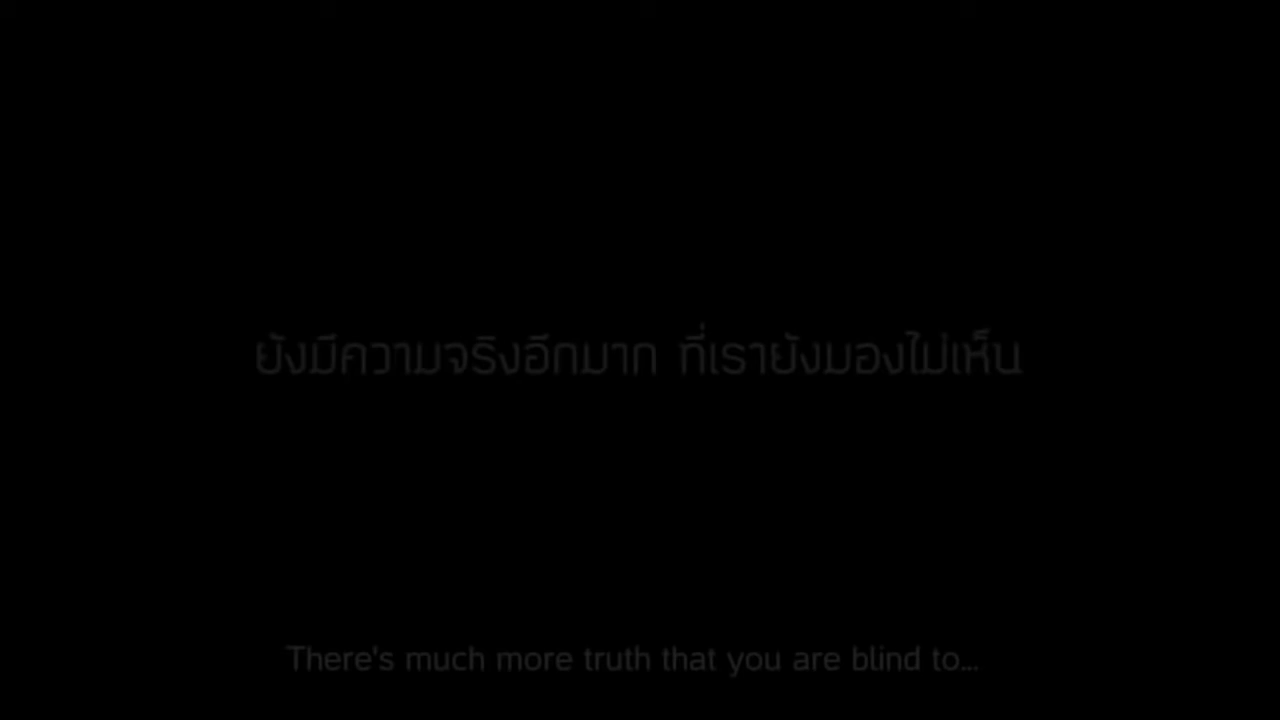 ยังมีความจริงอีกมาก ที่เรายังมองไม่เห็น
There's much more truth that you are blind to...